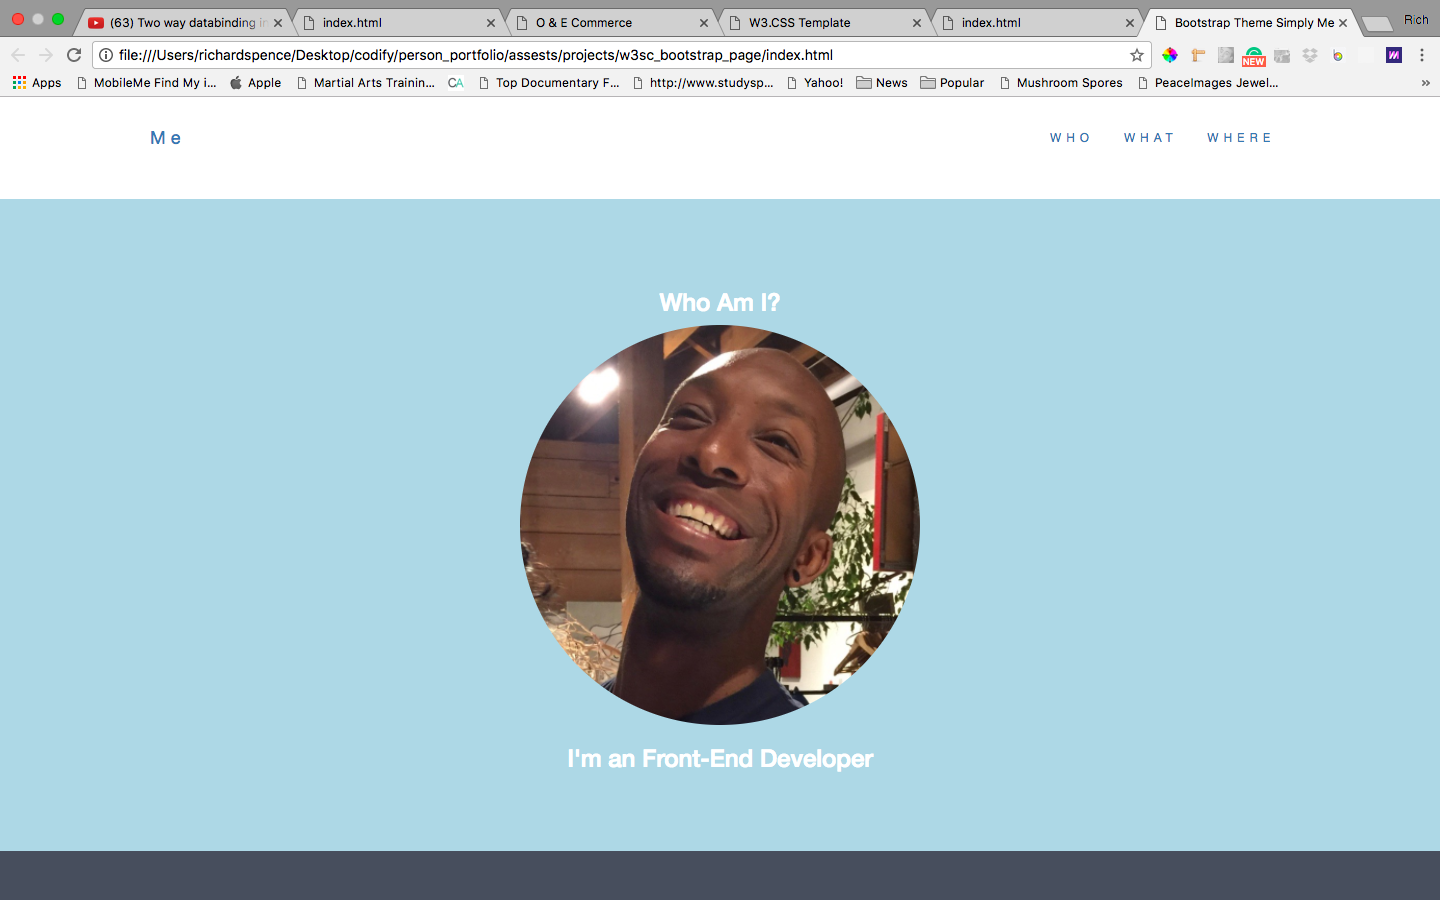 (63) Two way databinding in
index.html
O & E Commerce
W3.CSS Template
index.html
Bootstrap Theme Simply Me
Rich
file:///Users/richardspence/Desktop/codify/person_portfolio/assests/projects/w3sc_bootstrap_page/index.html
NEW
Apps
MobileMe Find My i...
Apple
Martial Arts Trainin...
CA
Top Documentary F...
http://www.studysp...
Yahoo!
News
Popular
Mushroom Spores
PeaceImages Jewel...
»
Me
WHO WHAT WHERE
Who Am I?
I'm an Front-End Developer